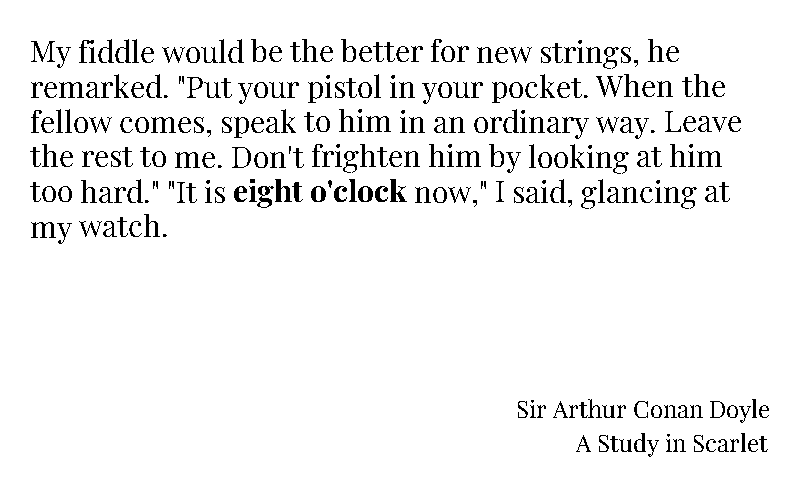 My fiddle would be the better for new strings, he
remarked. "Put your pistol in your pocket. When the
fellow comes, speak to him in an ordinary way. Leave
the rest to me. Don't frighten him by looking at him
too hard." "It is eight o'clock now," I said, glancing at
my watch.
Sir Arthur Conan Doyle
A Study in Scarlet